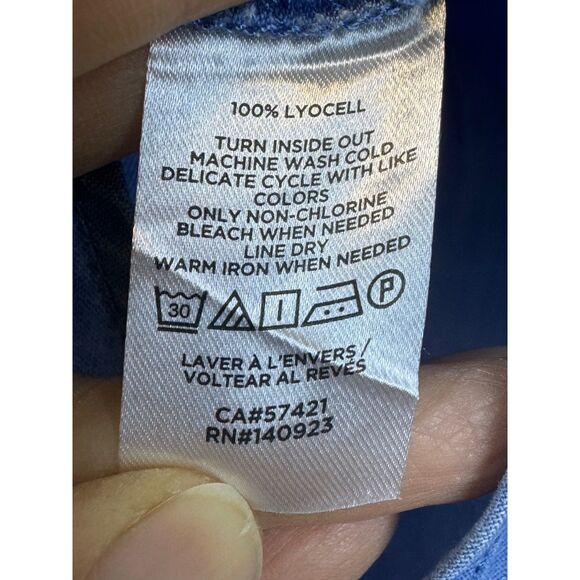 100% LYOCELL
TURN INSIDE OUT
MACHINE WASH COLD
DELICATE CYCLE WITH LIKE
COLORS
ONLY NON-CHLORINE
BLEACH WHEN NEEDED
LINE DRY
WARM IRON WHEN NEEDED
30 P
LAVER À L'ENVERS /
VOLTEAR AL REVÉS
CA#57421
RN#140923